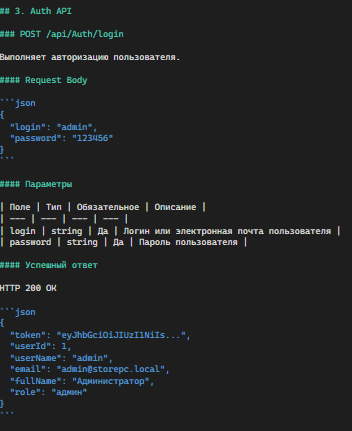 ## 3. Auth API
### POST /api/Auth/login
Выполняет авторизацию пользователя.
#### Request Body
```json
{
  "login": "admin",
  "password": "123456"
}
```
#### Параметры
| Поле | Тип | Обязательное | Описание |
| --- | --- | --- | --- |
| login | string | Да | Логин или электронная почта пользователя |
| password | string | Да | Пароль пользователя |
#### Успешный ответ
HTTP 200 OK
```json
{
  "token": "eyJhbGciOiJIUzI1NiIs...",
  "userId": 1,
  "userName": "admin",
  "email": "admin@storepc.local",
  "fullName": "Администратор",
  "role": "админ"
}
```